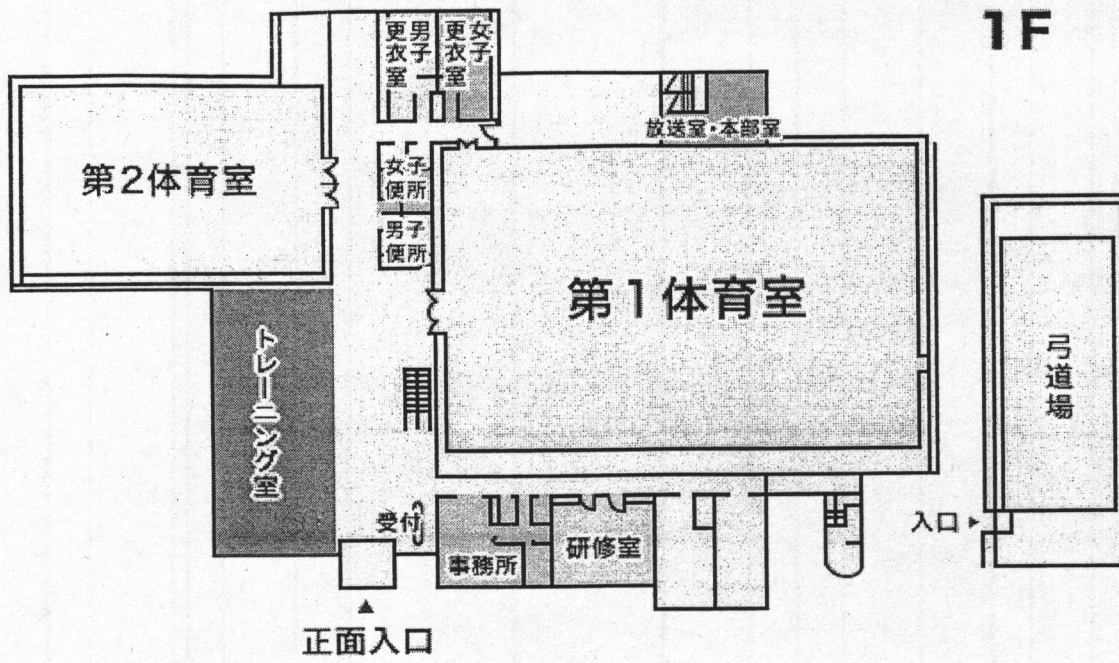 1F
男子
更衣室
女子
更衣室
放送室・本部室
第2体育室
女子
便所
男子
便所
第1体育室
トレーニング室
弓道場
受付
入口
事務所
研修室
正面入口